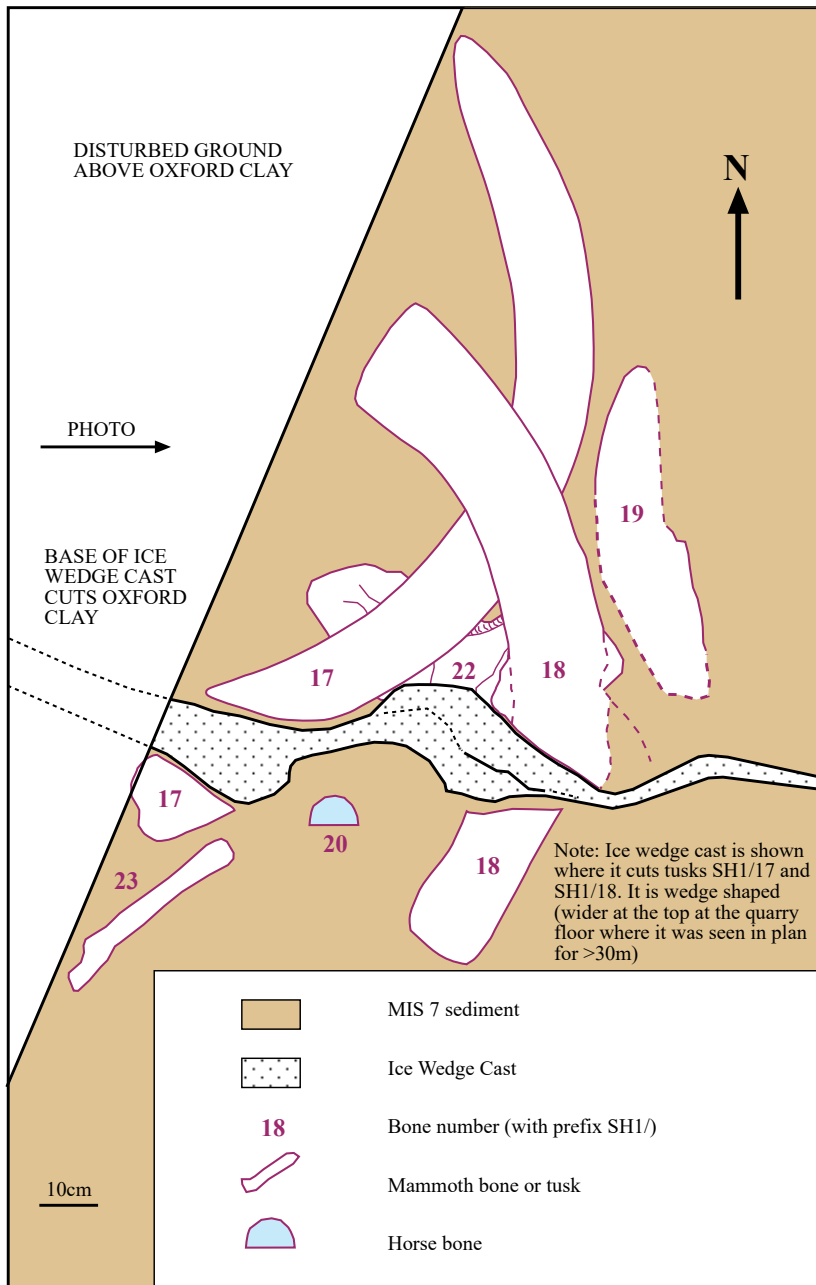 DISTURBED GROUND
ABOVE OXFORD CLAY
N
PHOTO
19
BASE OF ICE
WEDGE CAST
CUTS OXFORD
CLAY
17
22
18
17
20
23
18
Note: Ice wedge cast is shown
where it cuts tusks SH1/17 and
SH1/18. It is wedge shaped
(wider at the top at the quarry
floor where it was seen in plan
for >30m)
MIS 7 sediment
Ice Wedge Cast
18 Bone number (with prefix SH1/)
10cm
Mammoth bone or tusk
Horse bone